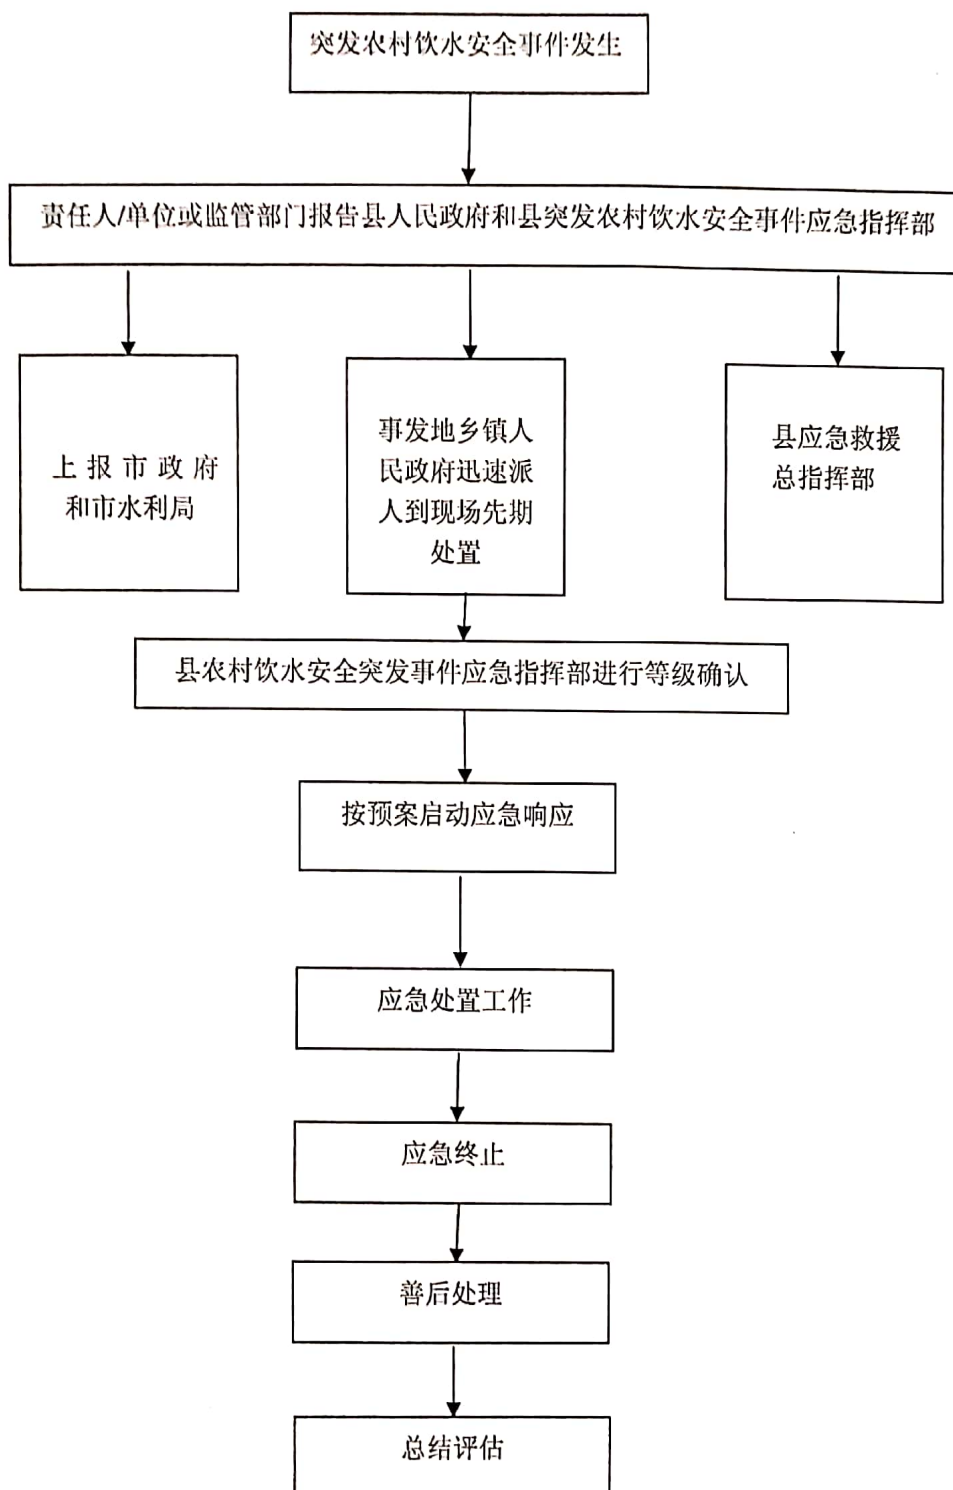 突发农村饮水安全事件发生
责任人/单位或监管部门报告县人民政府和县突发农村饮水安全事件应急指挥部
上报市政府
和市水利局
事发地乡镇人
民政府迅速派
人到现场先期
处置
县应急救援
总指挥部
县农村饮水安全突发事件应急指挥部进行等级确认
按预案启动应急响应
应急处置工作
应急终止
善后处理
总结评估